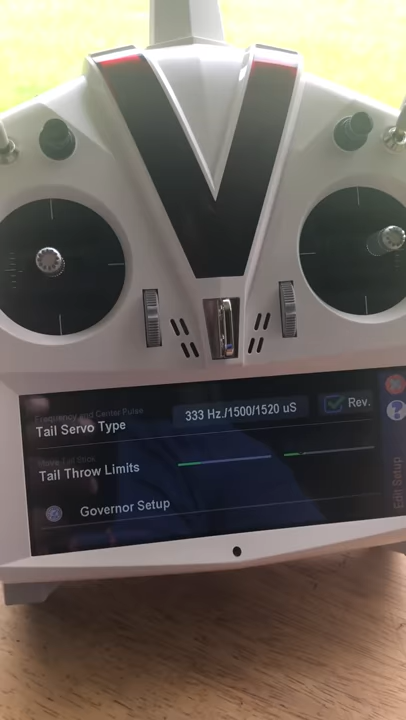 Frequency and Center Pulse
Tail Servo Type
333 Hz./1500/1520 uS
Rev.
Tail Throw Limits
Governor Setup
Edit Setup